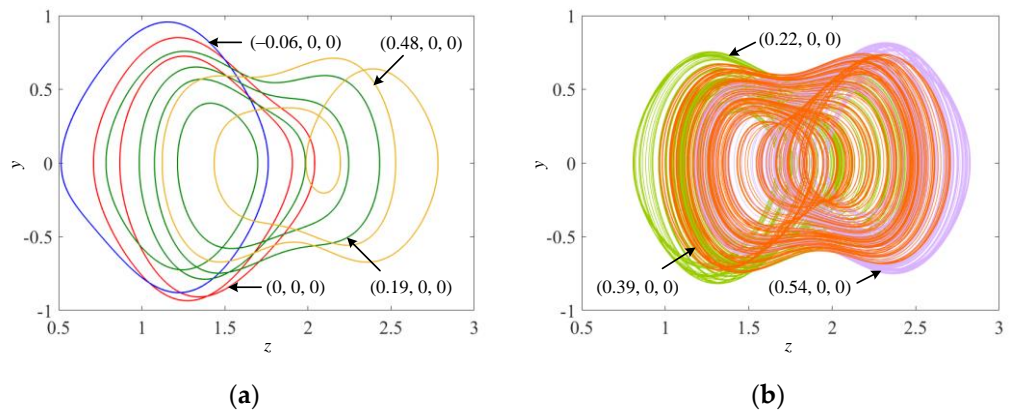 1
(–0.06, 0, 0)
(0.48, 0, 0)
0.5
y
0
-0.5
(0.19, 0, 0)
(0, 0, 0)
-1
0.5 1 1.5 2 2.5 3
z
(a)
1
(0.22, 0, 0)
0.5
y
0
-0.5
(0.39, 0, 0)
(0.54, 0, 0)
-1
0.5 1 1.5 2 2.5 3
z
(b)